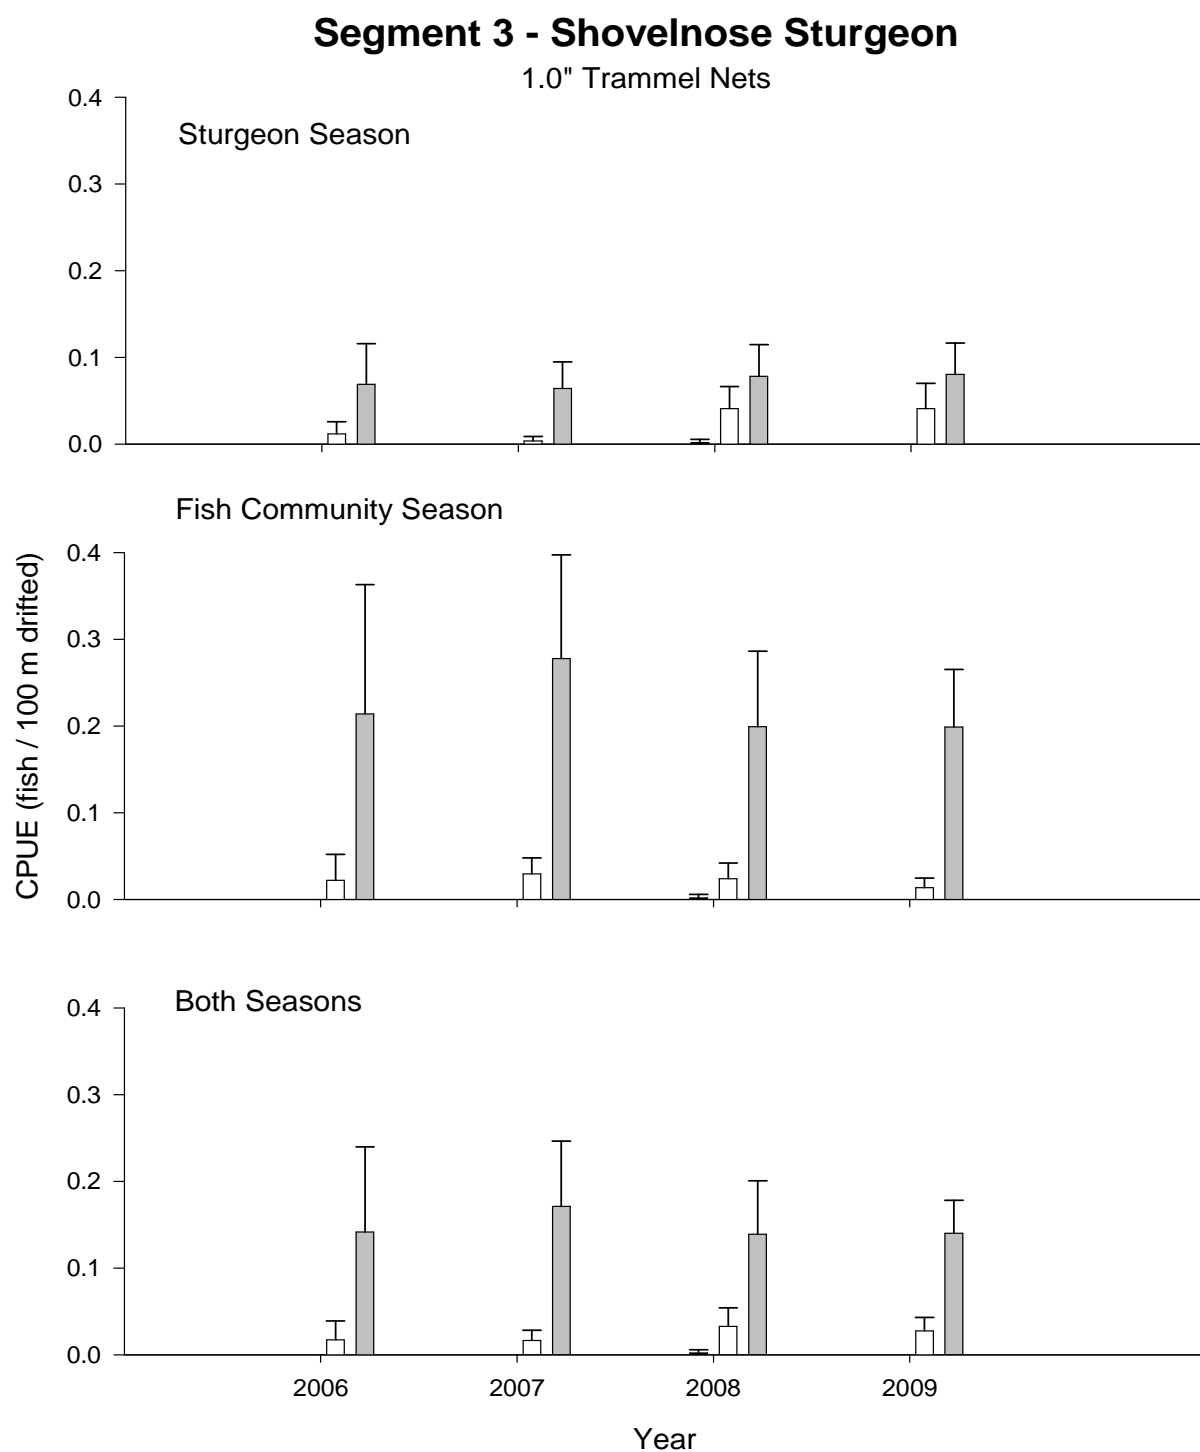 Segment 3 - Shovelnose Sturgeon
1.0" Trammel Nets
Sturgeon Season
0.4
0.3
0.2
0.1
0.0
Fish Community Season
CPUE (fish / 100 m drifted)
0.4
0.3
0.2
0.1
0.0
Both Seasons
0.4
0.3
0.2
0.1
0.0
2006 2007 2008 2009
Year